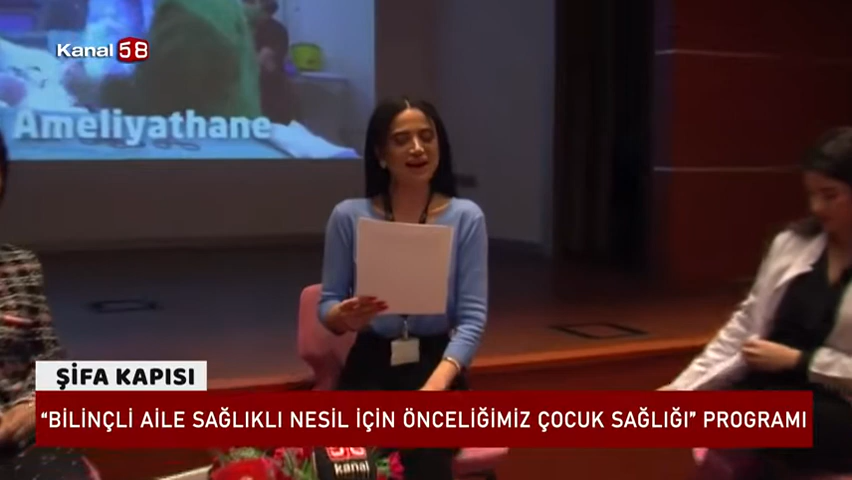 Kanal 58
Ameliyathane
58
kanal
ŞİFA KAPISI
“BİLİNÇLİ AİLE SAĞLIKLI NESİL İÇİN ÖNCELİĞİMİZ ÇOCUK SAĞLIĞI” PROGRAMI